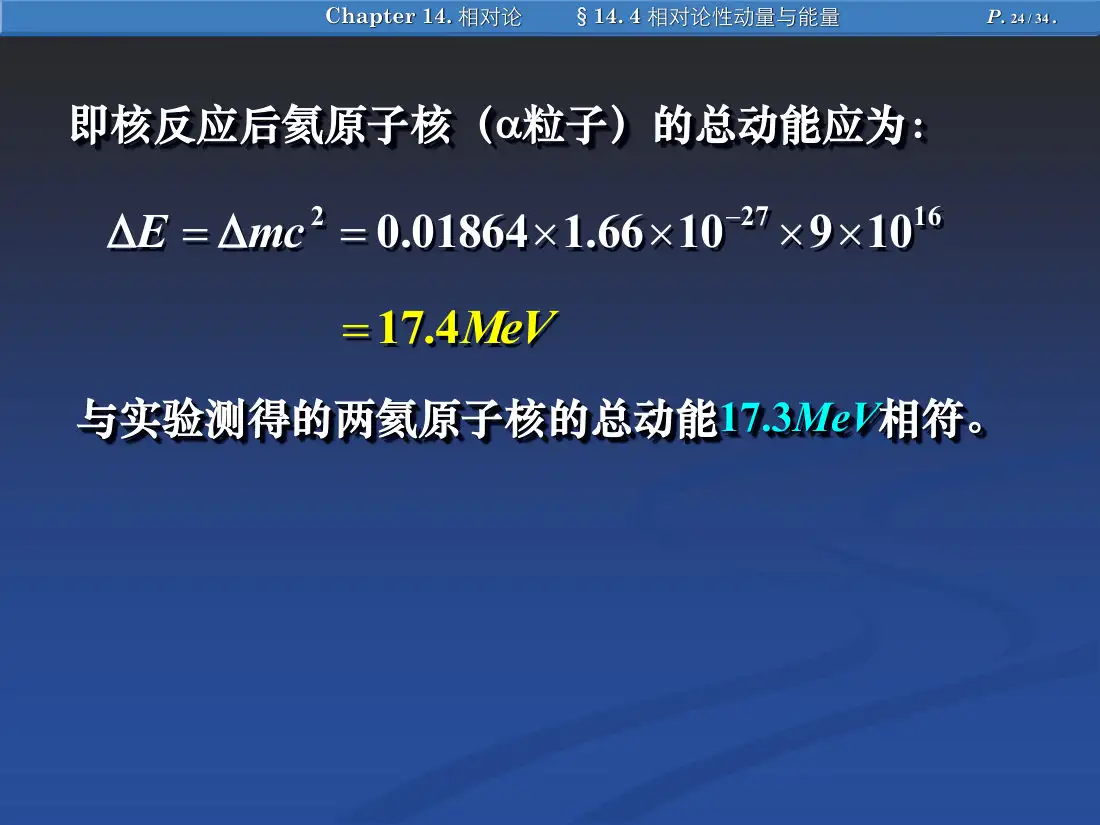 Chapter 14. 相对论 §14. 4 相对论性动量与能量 P. 24 / 34 .
即核反应后氦原子核（α粒子）的总动能应为：
ΔE = Δmc² = 0.01864×1.66×10⁻²⁷×9×10¹⁶
= 17.4MeV
与实验测得的两氦原子核的总动能17.3MeV相符。